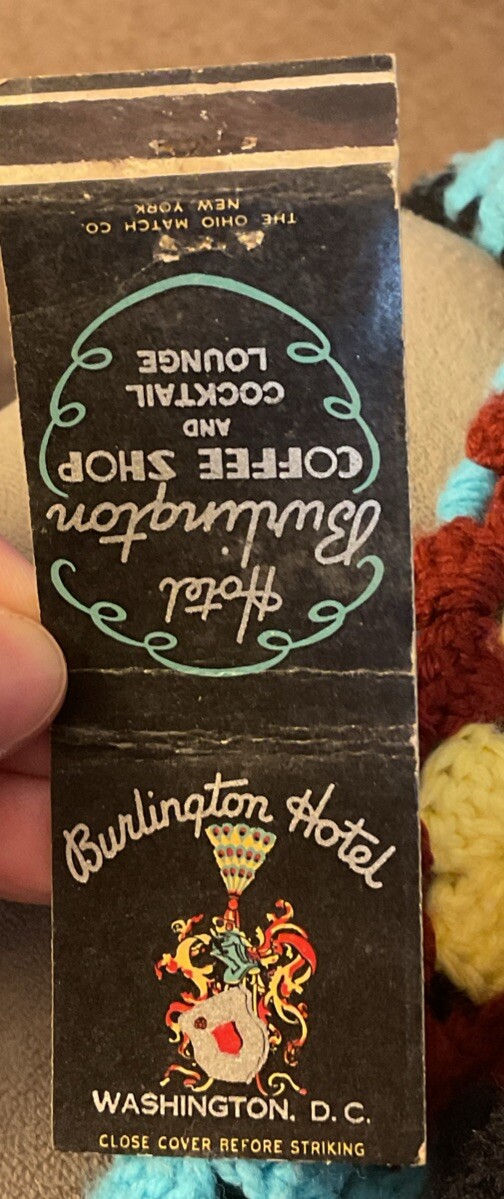 THE OHIO MATCH CO.
NEW YORK
Hotel
Burlington
COFFEE SHOP
AND
COCKTAIL
LOUNGE
Burlington Hotel
WASHINGTON, D. C.
CLOSE COVER BEFORE STRIKING